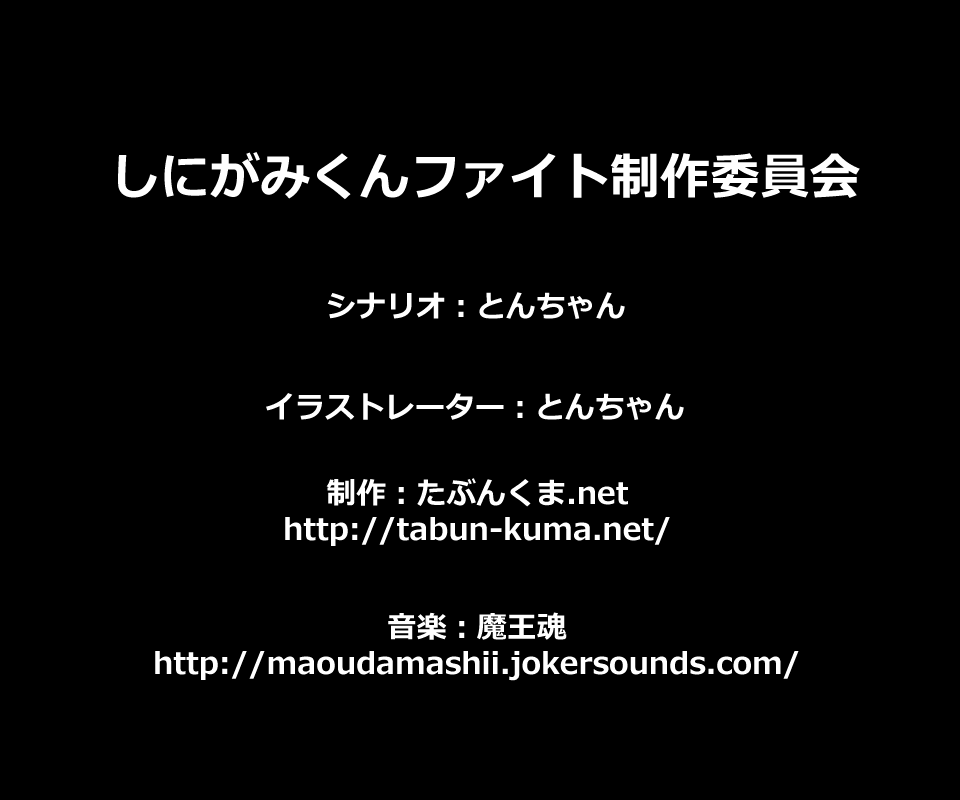 しにがみくんファイト制作委員会
シナリオ：とんちゃん
イラストレーター：とんちゃん
制作：たぶんくま.net
http://tabun-kuma.net/
音楽：魔王魂
http://maoudamashii.jokersounds.com/